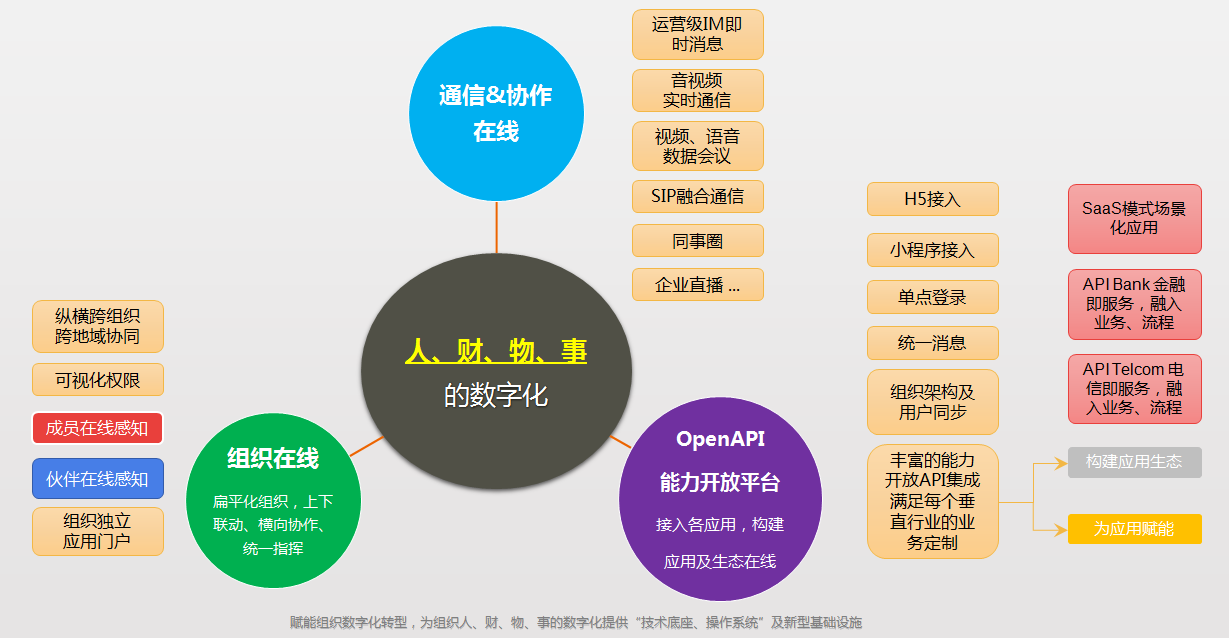 通信&协作
在线
运营级IM即
时消息
音视频
实时通信
视频、语音
数据会议
SIP融合通信
同事圈
企业直播 ...
人、财、物、事
的数字化
纵横跨组织
跨地域协同
可视化权限
成员在线感知
伙伴在线感知
组织独立
应用门户
组织在线
扁平化组织，上下
联动、横向协作、
统一指挥
OpenAPI
能力开放平台
接入各应用，构建
应用及生态在线
H5接入
小程序接入
单点登录
统一消息
组织架构及
用户同步
丰富的能力
开放API集成
满足每个垂
直行业的业
务定制
SaaS模式场景
化应用
API Bank 金融
即服务，融入
业务、流程
API Telcom 电
信即服务，融
入业务、流程
构建应用生态
为应用赋能
赋能组织数字化转型，为组织人、财、物、事的数字化提供“技术底座、操作系统”及新型基础设施